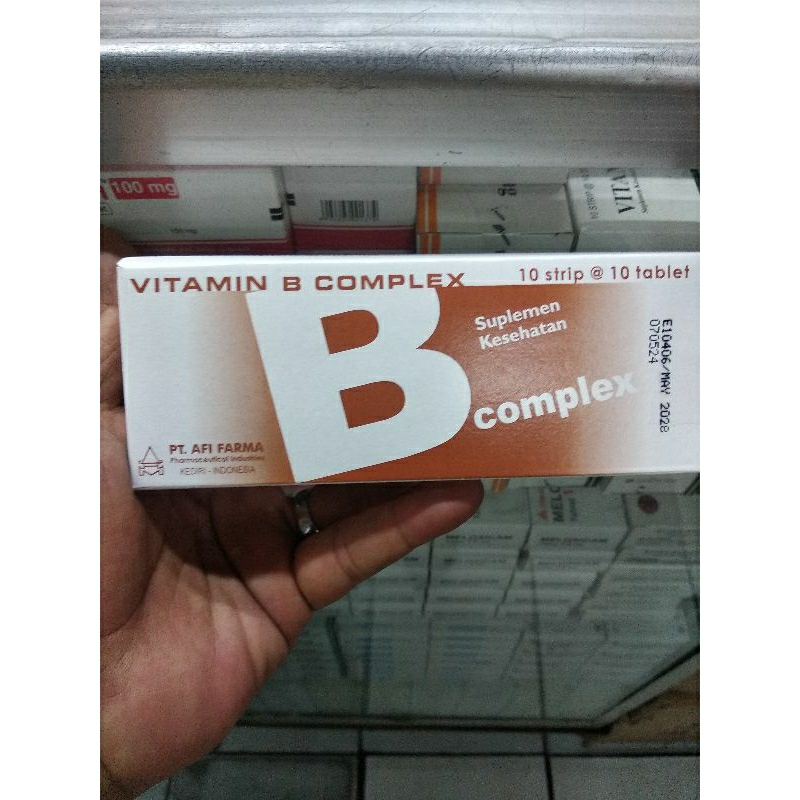 100 mg
VITAMIN B COMPLEX
10 strip @ 10 tablet
B
complex
Suplemen
Kesehatan
E10406/MAY 2028
070524
PT. AFI FARMA
Pharmaceutical Industries
KEDIRI - INDONESIA